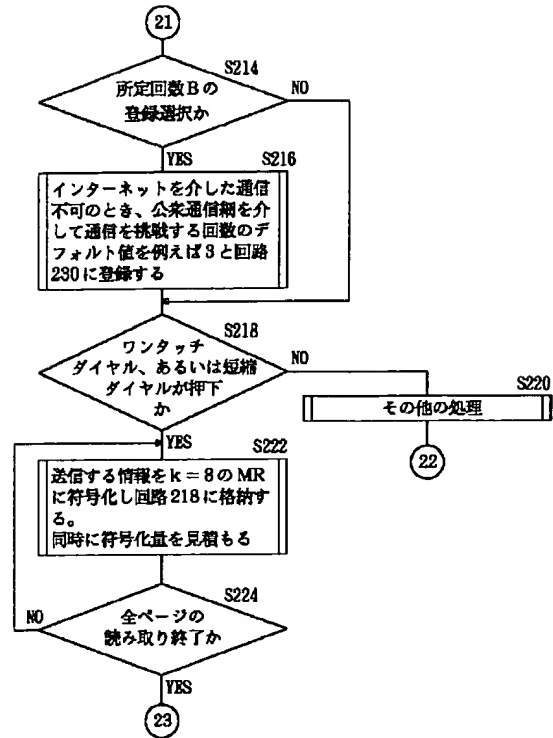 21
S214
所定回数Bの
登録選択か
NO
YES
S216
インターネットを介した通信
不可のとき、公衆通信網を介
して通信を挑戦する回数のデ
フォルト値を例えば3と回路
230に登録する
S218
ワンタッチ
ダイヤル、あるいは短縮
ダイヤルが押下
か
NO
YES
S220
その他の処理
22
S222
送信する情報をk=8のMR
に符号化し回路218に格納す
る。
同時に符号化量を見積もる
S224
全ページの
読み取り終了か
NO
YES
23